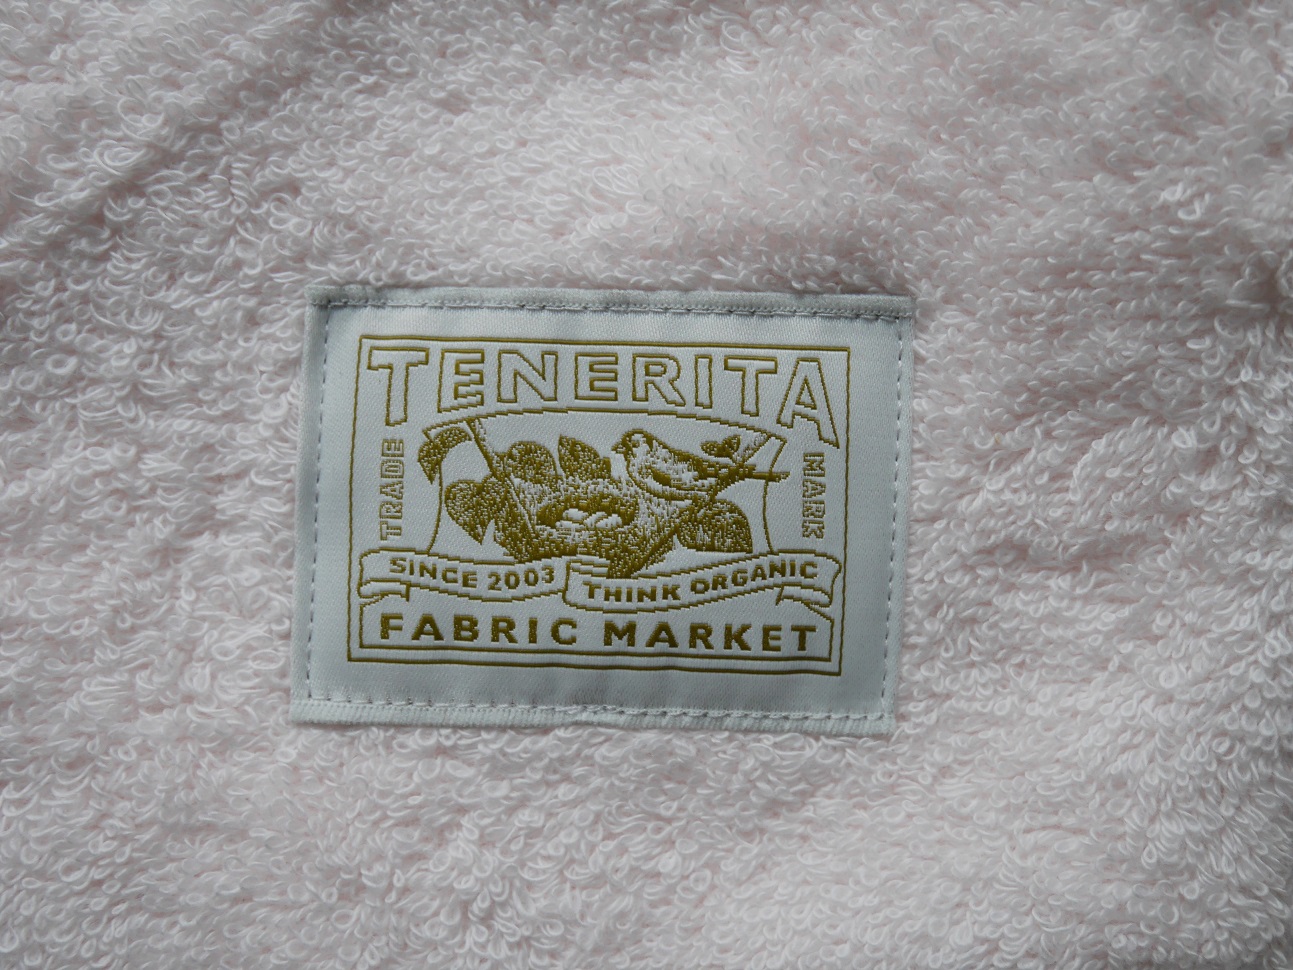 TENERITA
TRADE
MARK
SINCE 2003
THINK ORGANIC
FABRIC MARKET